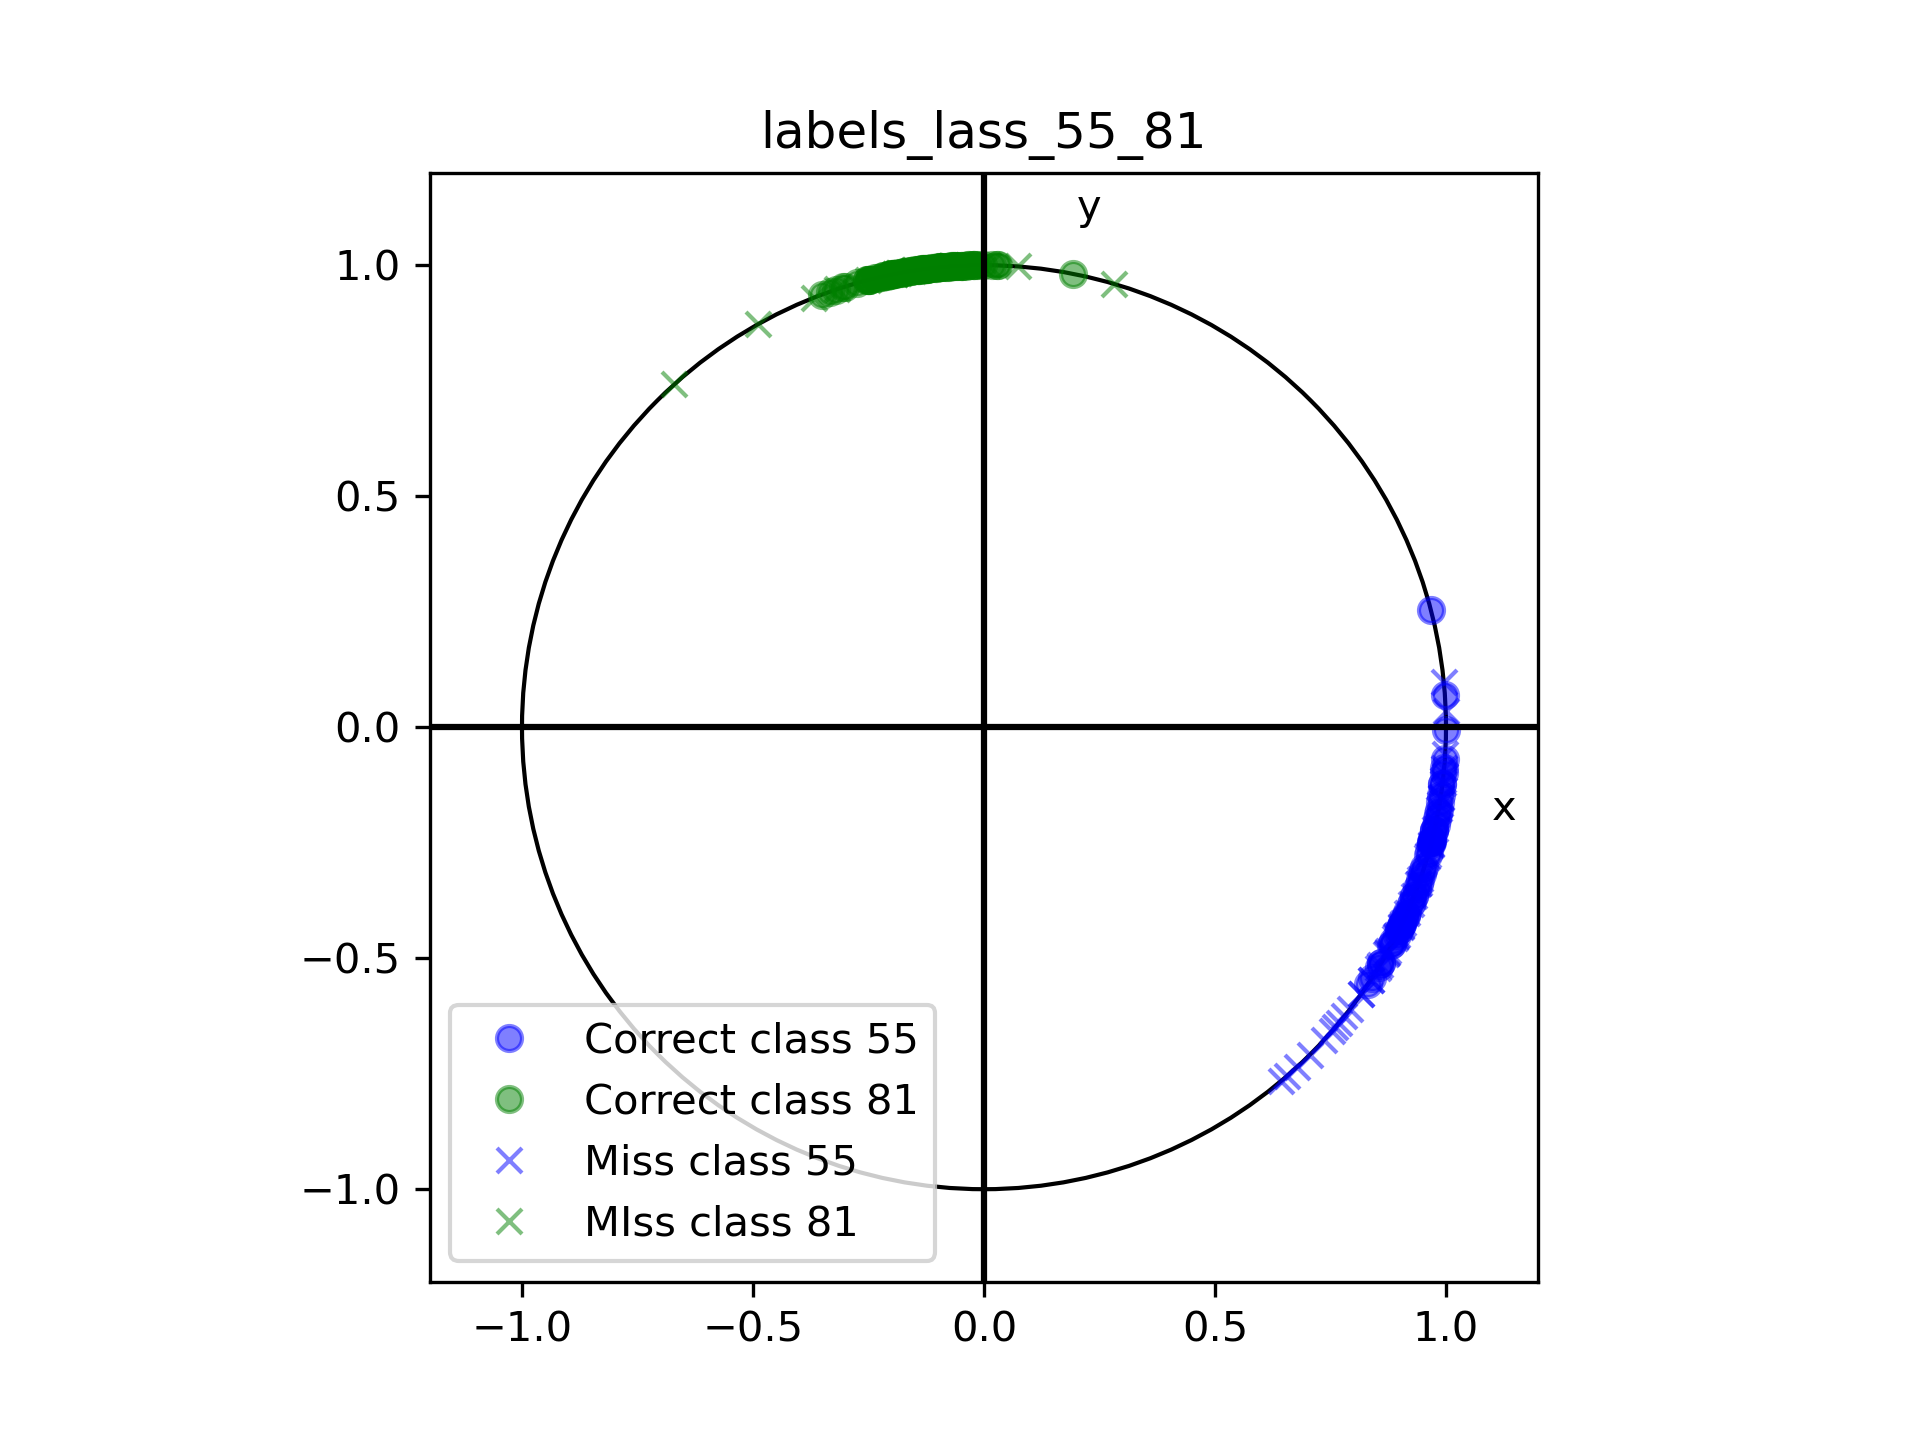 labels_lass_55_81
y
1.0
0.5
0.0
x
−0.5
−1.0
Correct class 55
Correct class 81
Miss class 55
MIss class 81
−1.0 −0.5 0.0 0.5 1.0